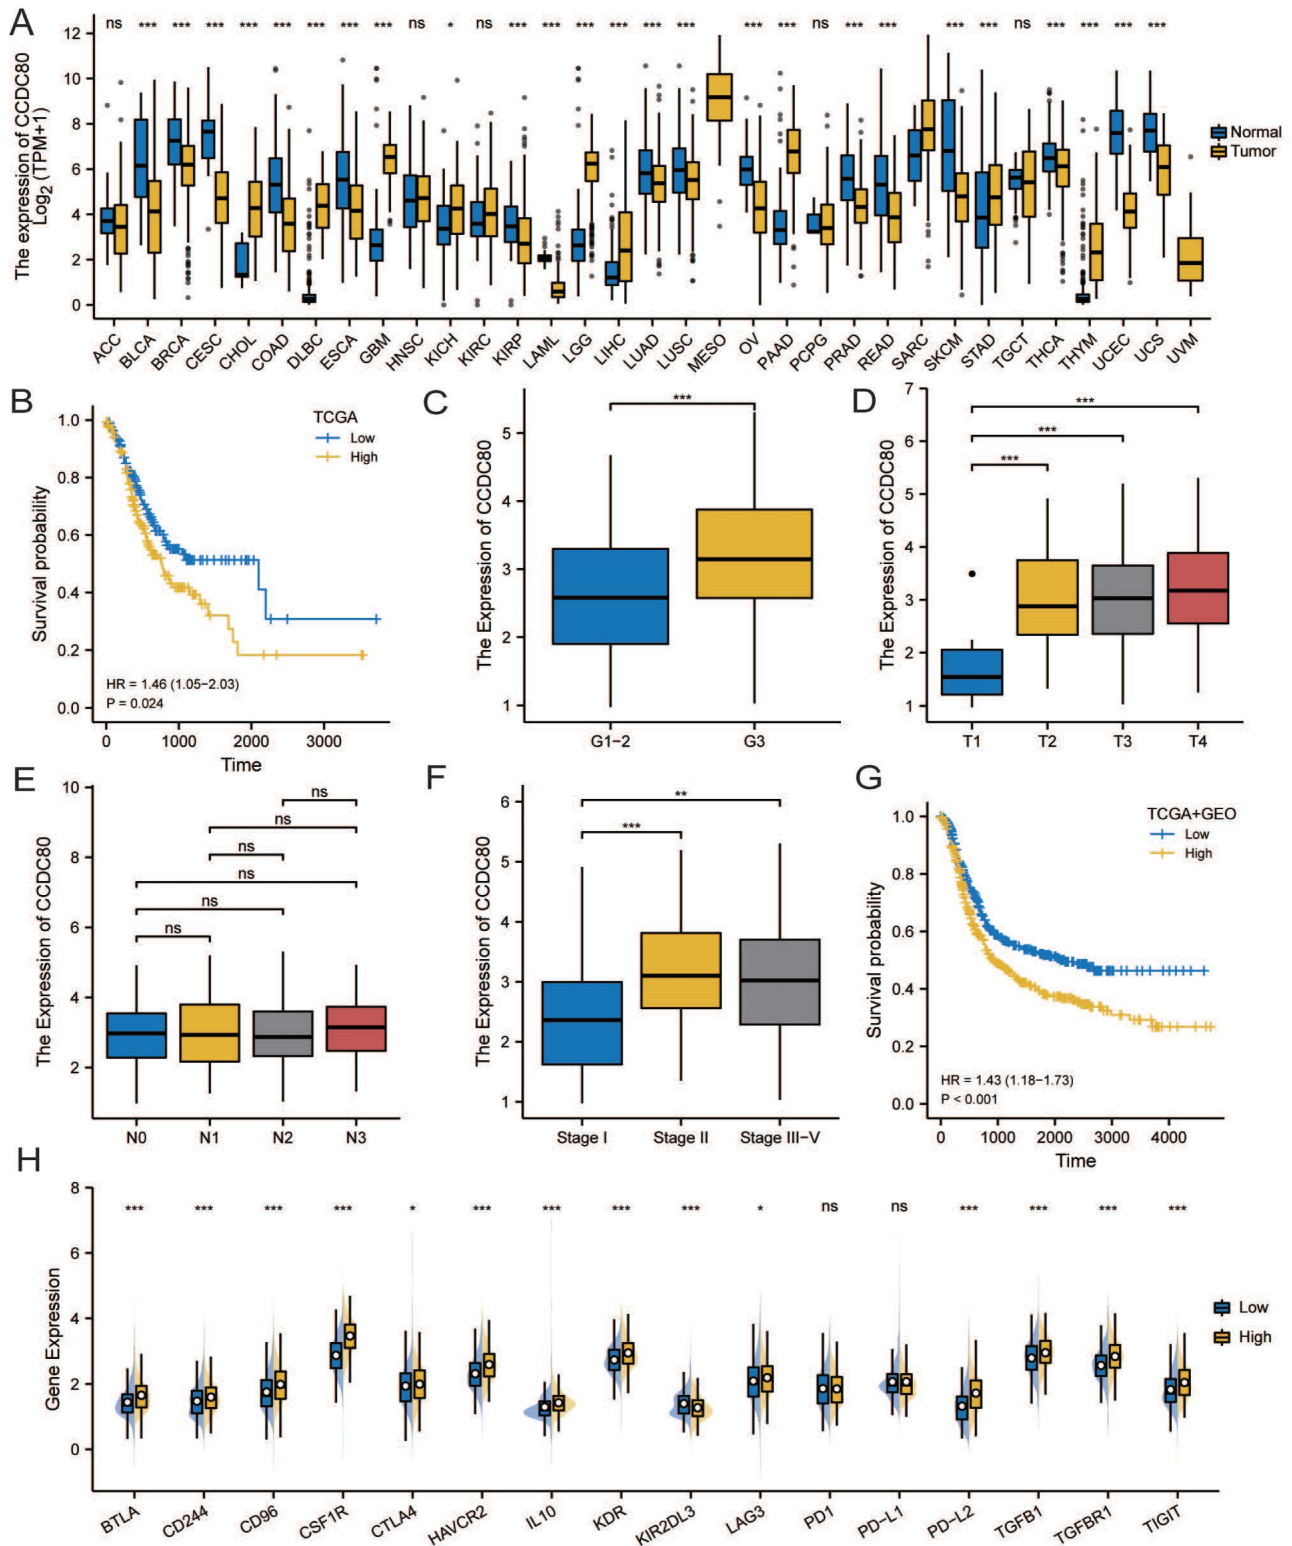 A
ns *** *** *** *** *** *** *** *** ns * ns *** *** *** *** *** *** *** *** ns *** *** *** *** ns *** *** *** ***
The expression of CCDC80
Log2 (TPM+1)
12
10
8
6
4
2
0
Normal
Tumor
ACC BLCA BRCA CESC CHOL COAD DLBC ESCA GBM HNSC KICH KIRC KIRP LAML LGG LIHC LUAD LUSC MESO OV PAAD PCPG PRAD READ SARC SKCM STAD TGCT THCA THYM UCEC UCS UVM
B
TCGA
Low
High
Survival probability
1.0
0.8
0.6
0.4
0.2
0.0
HR = 1.46 (1.05−2.03)
P = 0.024
0 1000 2000 3000
Time
C
***
The Expression of CCDC80
5
4
3
2
1
G1−2 G3
D
***
***
***
The Expression of CCDC80
7
6
5
4
3
2
1
T1 T2 T3 T4
E
ns
ns
ns
ns
ns
ns
The Expression of CCDC80
10
8
6
4
2
N0 N1 N2 N3
F
**
***
The Expression of CCDC80
6
5
4
3
2
1
Stage I Stage II Stage III−V
G
TCGA+GEO
Low
High
Survival probability
1.0
0.8
0.6
0.4
0.2
0.0
HR = 1.43 (1.18−1.73)
P < 0.001
0 1000 2000 3000 4000
Time
H
*** *** *** *** * *** *** *** *** * ns ns *** *** *** ***
Gene Expression
8
6
4
2
0
Low
High
BTLA CD244 CD96 CSF1R CTLA4 HAVCR2 IL10 KDR KIR2DL3 LAG3 PD1 PD−L1 PD−L2 TGFB1 TGFBR1 TIGIT